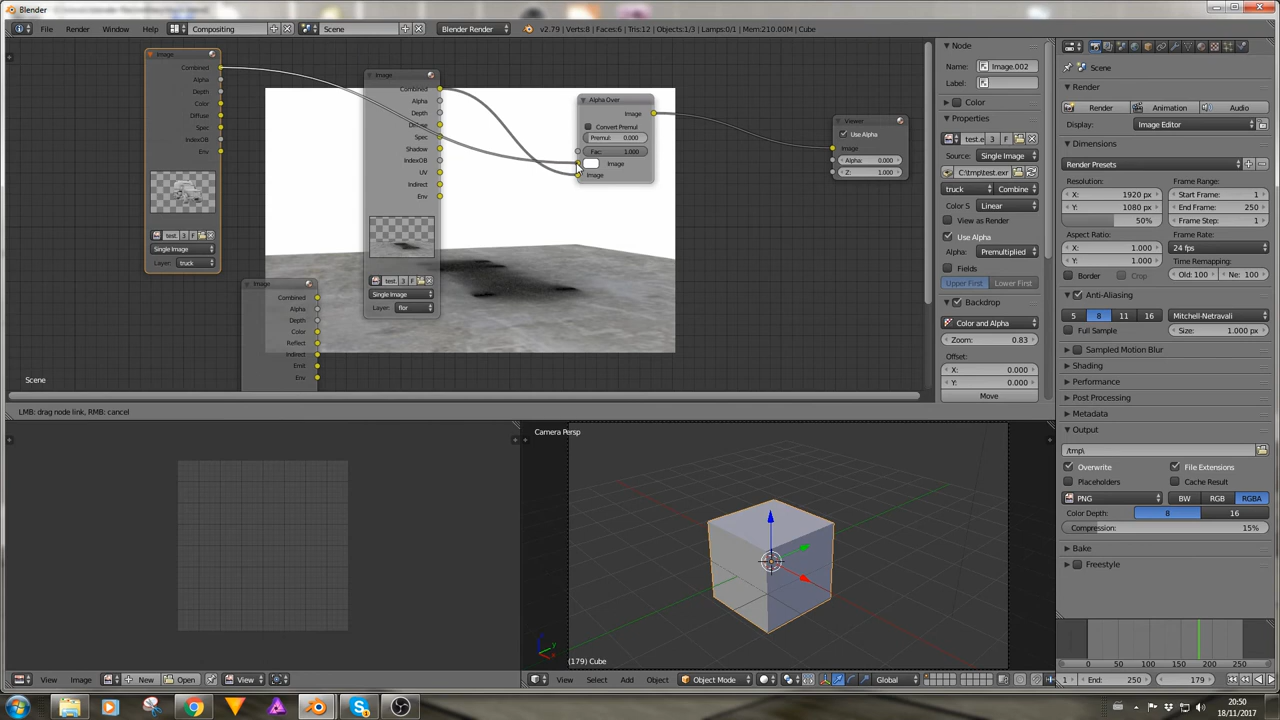 Blender
File Render Window Help Compositing Scene Blender Render v2.79 | Verts:8 | Faces:6 | Tris:12 | Objects:1/3 | Lamps:0/1 | Mem:210.00M | Cube
Image
Combined
Alpha
Depth
Color
Diffuse
Spec
IndexOB
Env
test. 3 F
Single Image
Layer: truck
Image
Combined
Alpha
Depth
Spec
Shadow
IndexOB
UV
Indirect
Env
test. 3 F
Single Image
Layer: flor
Image
Combined
Alpha
Depth
Color
Reflect
Indirect
Emit
Env
Alpha Over
Image
Convert Premul
Premul: 0.000
Fac: 1.000
Image
Image
Viewer
Use Alpha
Image
Alpha: 0.000
Z: 1.000
Scene
Node
Name: Image.002
Label:
Color
Properties
test.e 3 F
Source: Single Image
C:\tmp\test.exr
truck Combine
Color S Linear
View as Render
Use Alpha
Alpha: Premultiplied
Fields
Upper First Lower First
Backdrop
Color and Alpha
Zoom: 0.83
Offset:
X: 0.000
Y: 0.000
Move
Scene
Render
Render Animation Audio
Display: Image Editor
Dimensions
Render Presets
Resolution: Frame Range:
X: 1920 px Start Frame: 1
Y: 1080 px End Frame: 250
50% Frame Step: 1
Aspect Ratio: Frame Rate:
X: 1.000 24 fps
Y: 1.000 Time Remapping:
Border Crop Old: 100 Ne: 100
Anti-Aliasing
5 8 11 16 Mitchell-Netravali
Full Sample Size: 1.000 px
Sampled Motion Blur
Shading
Performance
Post Processing
Metadata
Output
/tmp\
Overwrite File Extensions
Placeholders Cache Result
PNG BW RGB RGBA
Color Depth: 8 16
Compression: 15%
Bake
Freestyle
LMB: drag node link, RMB: cancel
Camera Persp
(179) Cube
View Image New Open View
View Select Add Object Object Mode Global
0 50 100 150 200 250
1 End: 250 179
20:50
18/11/2017